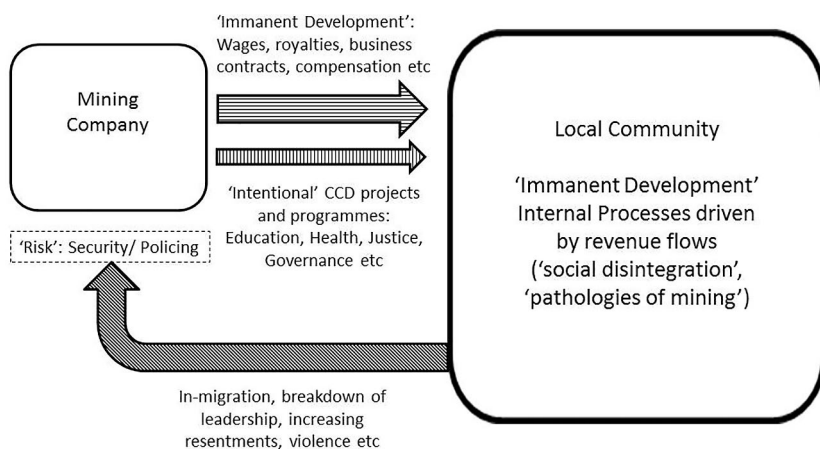 ‘Immanent Development’:
Wages, royalties, business
contracts, compensation etc
Mining
Company
‘Intentional’ CCD projects
and programmes:
Education, Health, Justice,
Governance etc
‘Risk’: Security/ Policing
In-migration, breakdown of
leadership, increasing
resentments, violence etc
Local Community
‘Immanent Development’
Internal Processes driven
by revenue flows
(‘social disintegration’,
‘pathologies of mining’)